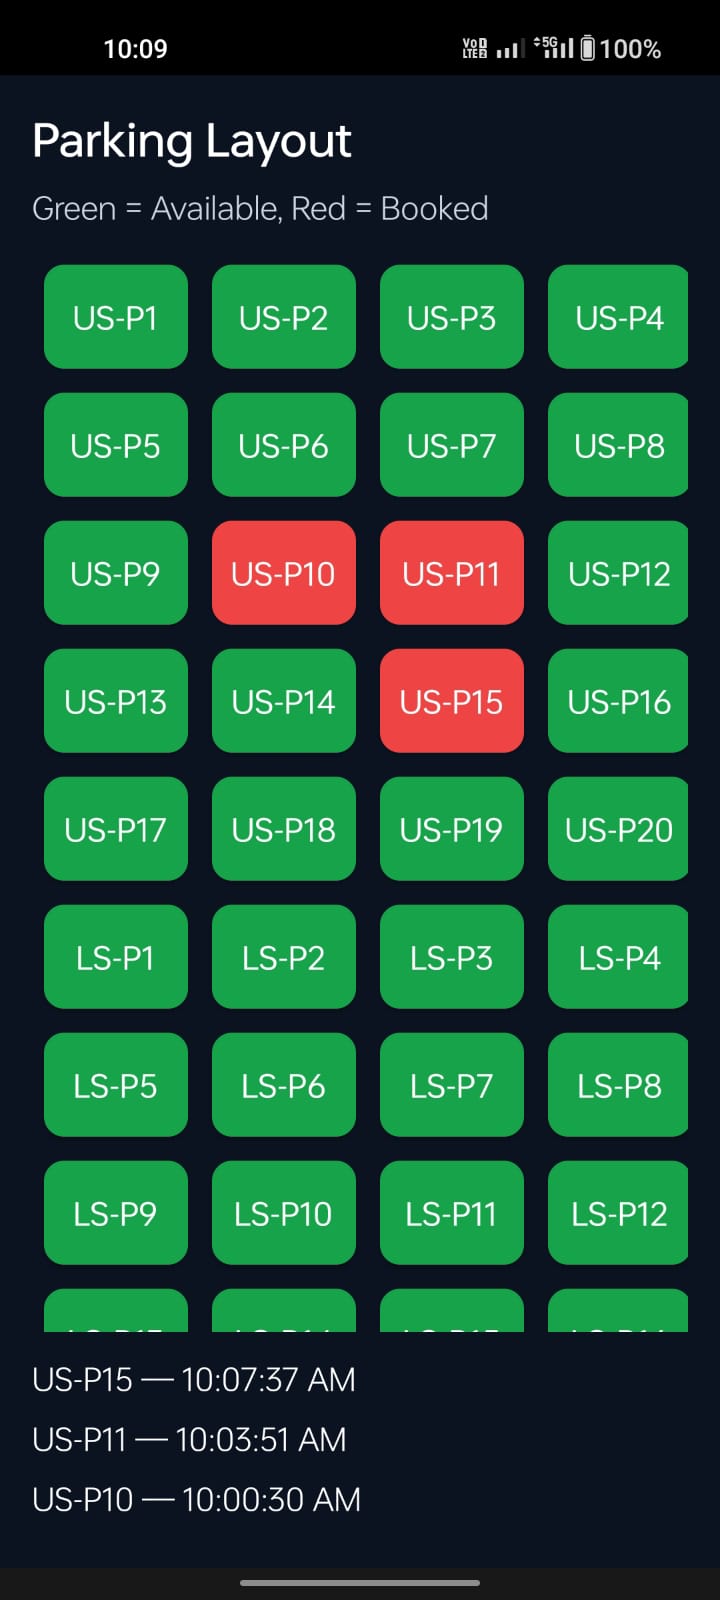 10:09 VoD LTE2 5G 100%
Parking Layout
Green = Available, Red = Booked
US-P1 US-P2 US-P3 US-P4
US-P5 US-P6 US-P7 US-P8
US-P9 US-P10 US-P11 US-P12
US-P13 US-P14 US-P15 US-P16
US-P17 US-P18 US-P19 US-P20
LS-P1 LS-P2 LS-P3 LS-P4
LS-P5 LS-P6 LS-P7 LS-P8
LS-P9 LS-P10 LS-P11 LS-P12
US-P15 — 10:07:37 AM
US-P11 — 10:03:51 AM
US-P10 — 10:00:30 AM